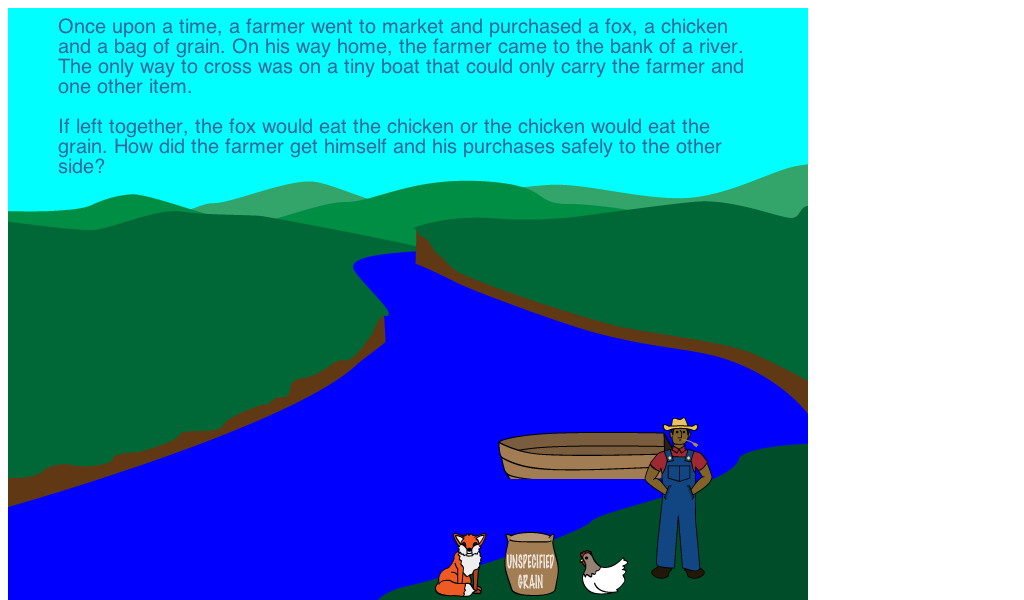 Once upon a time, a farmer went to market and purchased a fox, a chicken
and a bag of grain. On his way home, the farmer came to the bank of a river.
The only way to cross was on a tiny boat that could only carry the farmer and
one other item.
If left together, the fox would eat the chicken or the chicken would eat the
grain. How did the farmer get himself and his purchases safely to the other
side?
UNSPECIFIED
GRAIN